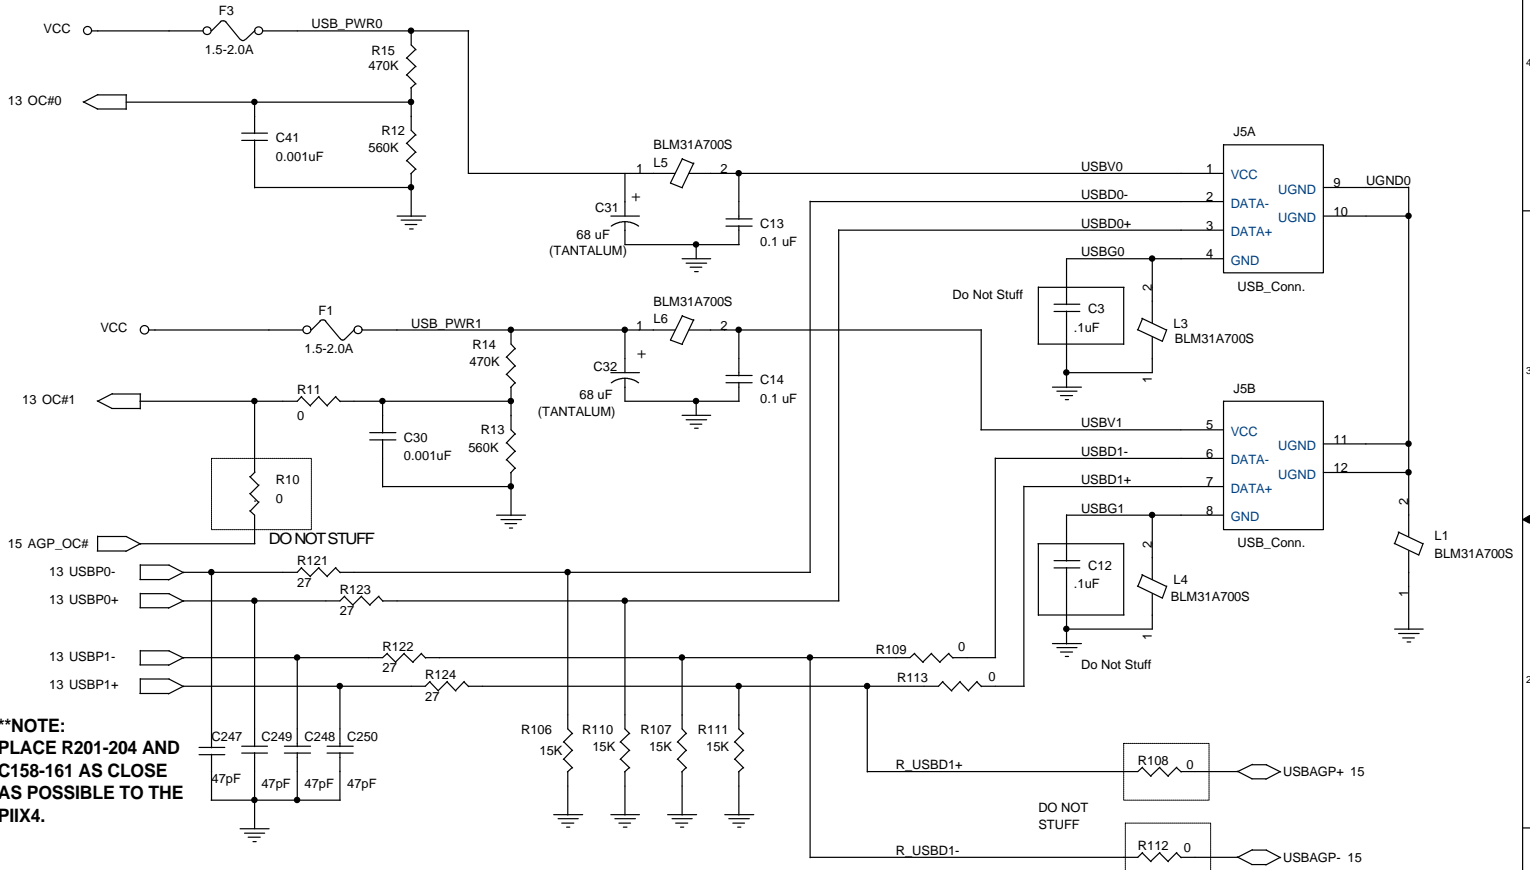 F3
VCC
USB_PWR0
1.5-2.0A
R15
470K
4
13 OC#0
C41
0.001uF
R12
560K
BLM31A700S
1 L5 2
C31
+
68 uF
(TANTALUM)
C13
0.1 uF
J5A
USBV0 1 VCC
USBD0- 2 DATA-
USBD0+ 3 DATA+
USBG0 4 GND
UGND 9 UGND0
UGND 10
USB_Conn.
Do Not Stuff
C3
.1uF
2
L3
BLM31A700S
1
F1
VCC
USB_PWR1
1.5-2.0A
R14
470K
BLM31A700S
1 L6 2
C32
+
68 uF
(TANTALUM)
C14
0.1 uF
3
13 OC#1
R11
0
C30
0.001uF
R13
560K
R10
0
DO NOT STUFF
15 AGP_OC#
J5B
USBV1 5 VCC
USBD1- 6 DATA-
USBD1+ 7 DATA+
USBG1 8 GND
UGND 11
UGND 12
USB_Conn.
C12
.1uF
2
L4
BLM31A700S
1
Do Not Stuff
2
L1
BLM31A700S
1
13 USBP0-
R121
27
13 USBP0+
R123
27
13 USBP1-
R122
27
13 USBP1+
R124
27
R109 0
R113 0
2
**NOTE:
PLACE R201-204 AND
C158-161 AS CLOSE
AS POSSIBLE TO THE
PIIX4.
C247 C249 C248 C250
47pF 47pF 47pF 47pF
R106 R110 R107 R111
15K 15K 15K 15K
R_USBD1+
R108 0
USBAGP+ 15
DO NOT
STUFF
R_USBD1-
R112 0
USBAGP- 15